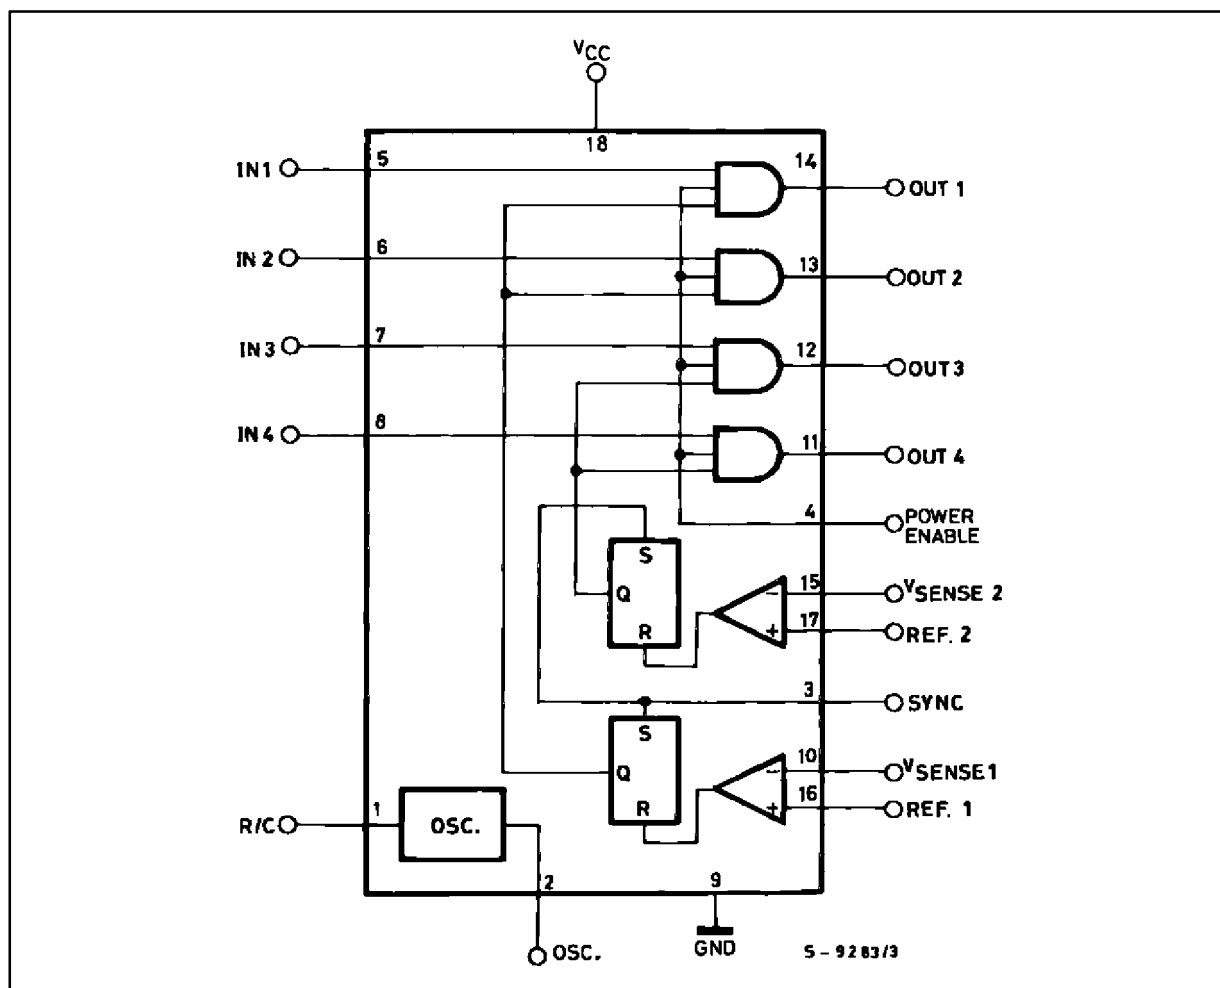 VCC
18
IN1 5 14 OUT 1
IN 2 6 13 OUT 2
IN 3 7 12 OUT 3
IN 4 8 11 OUT 4
4 POWER ENABLE
S
Q
R
- 15 VSENSE 2
+ 17 REF. 2
3 SYNC
S
Q
R
- 10 VSENSE1
+ 16 REF. 1
R/C 1 OSC.
2 9
OSC. GND S-9283/3